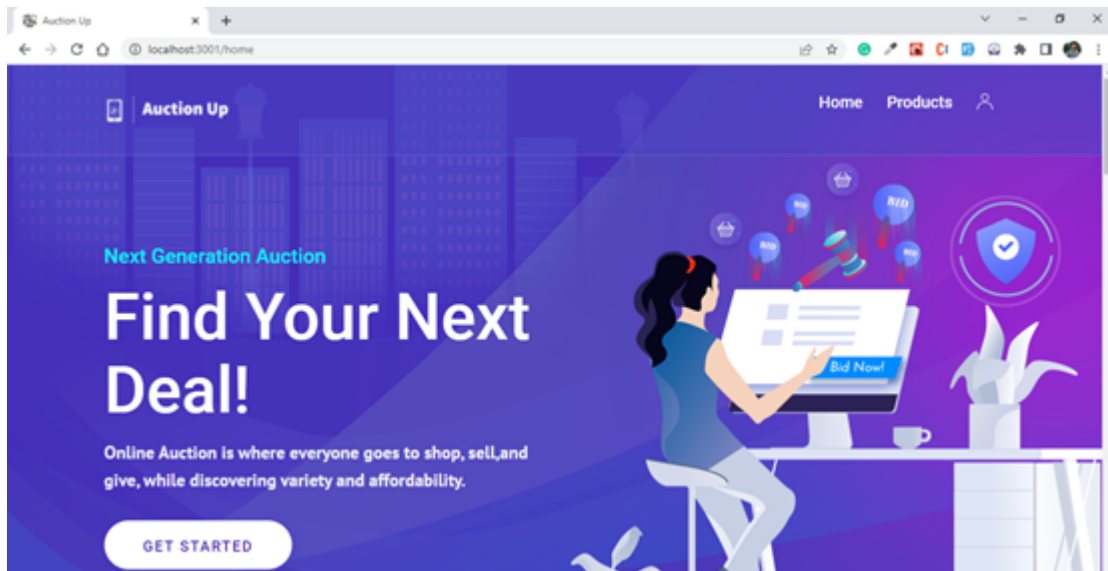 Auction Up
localhost:3001/home
Auction Up
Home Products
Next Generation Auction
Find Your Next
Deal!
Online Auction is where everyone goes to shop, sell,and
give, while discovering variety and affordability.
GET STARTED
BID
BID
BID
BID
Bid Now!